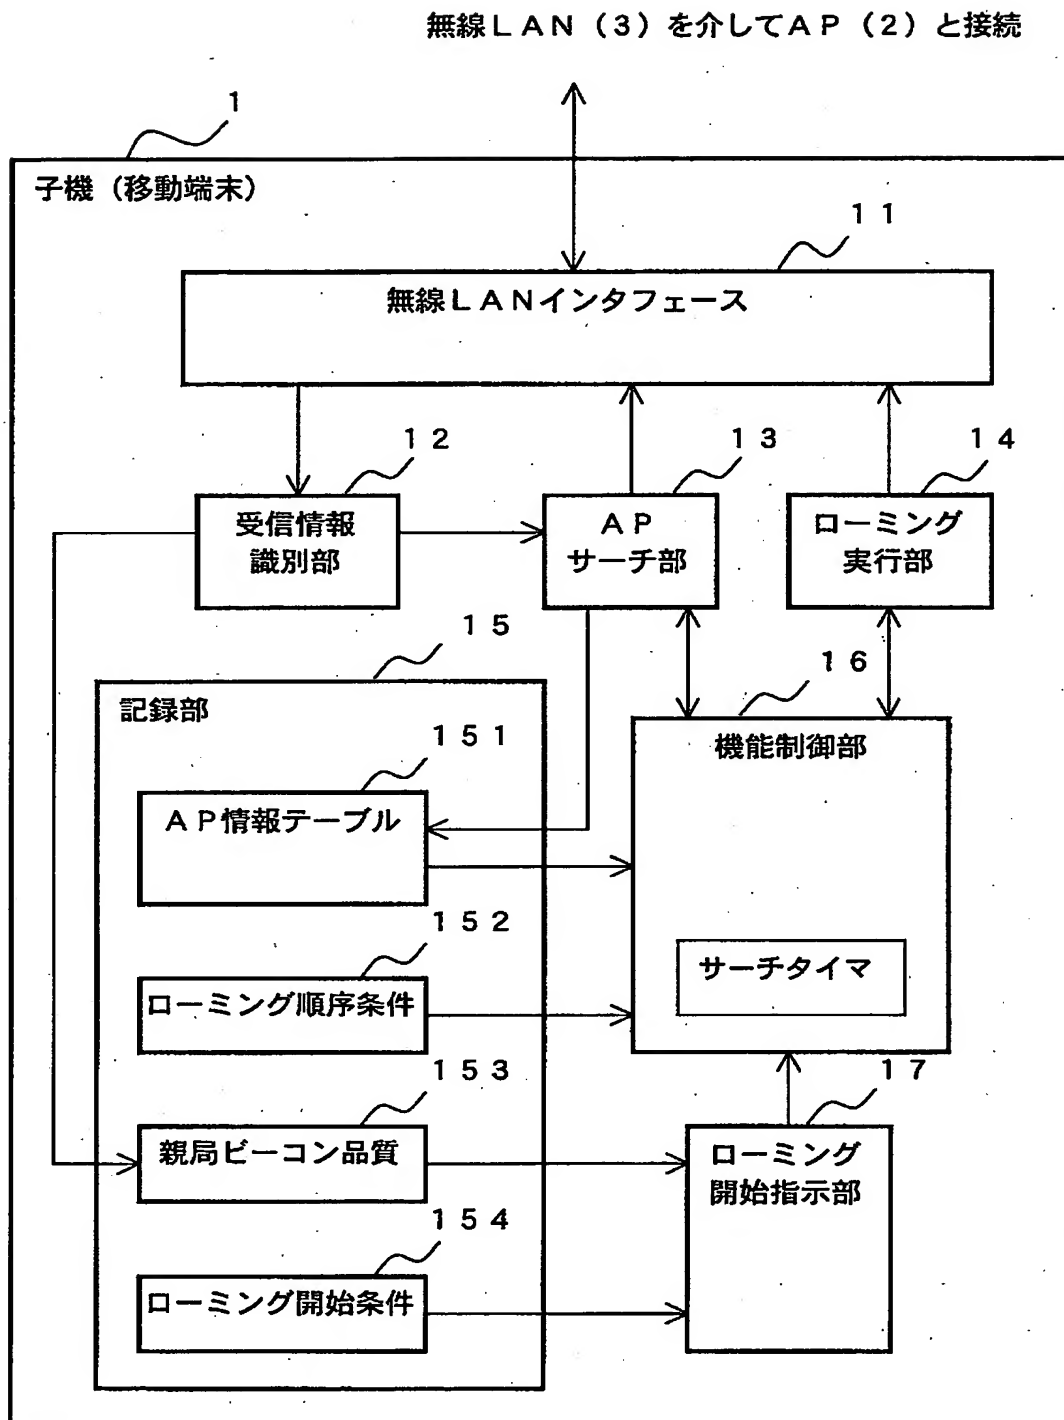 無線ＬＡＮ（３）を介してＡＰ（２）と接続
１
子機（移動端末）
１１
無線ＬＡＮインタフェース
１２
受信情報
識別部
１３
ＡＰ
サーチ部
１４
ローミング
実行部
１５
記録部
１５１
ＡＰ情報テーブル
１５２
ローミング順序条件
１５３
親局ビーコン品質
１５４
ローミング開始条件
１６
機能制御部
サーチタイマ
１７
ローミング
開始指示部